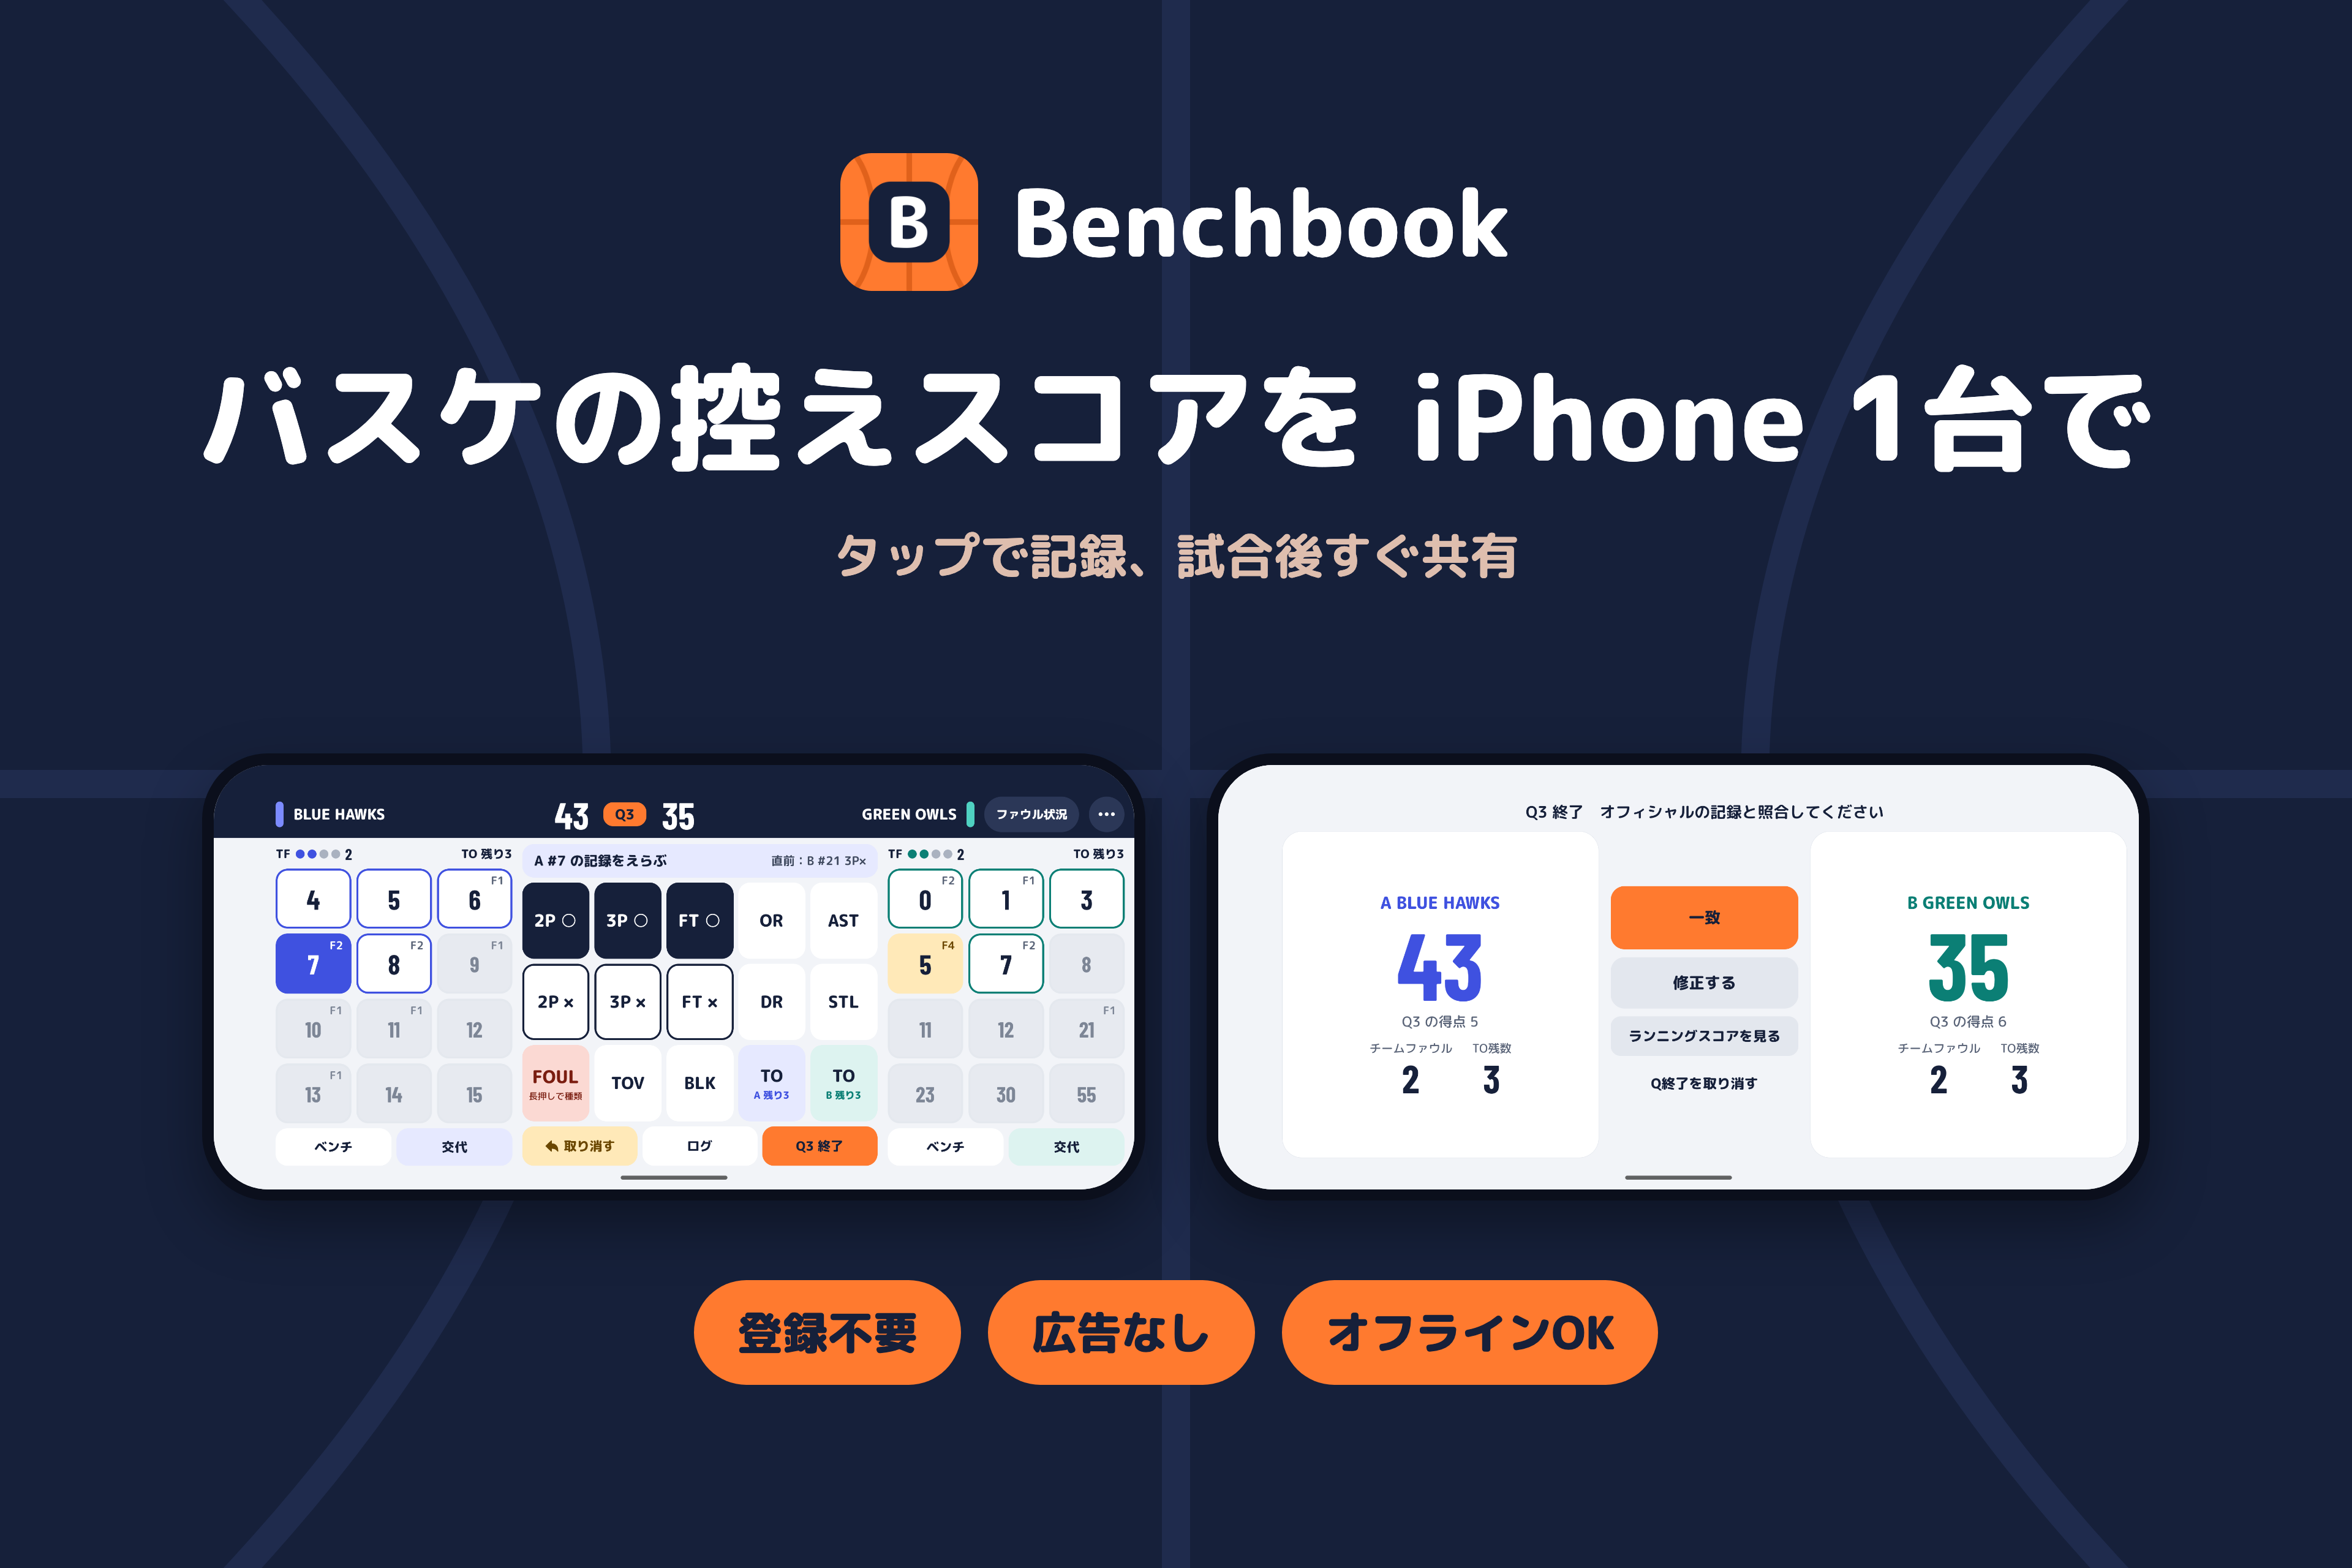 B Benchbook
バスケの控えスコアを iPhone 1台で
タップで記録、試合後すぐ共有
BLUE HAWKS 43 Q3 35 GREEN OWLS ファウル状況 •••
TF 2 TO 残り3
4 5 6 F1
7 F2 8 F2 9 F1
10 F1 11 F1 12
13 F1 14 15
ベンチ 交代
A #7 の記録をえらぶ 直前：B #21 3P×
2P ○ 3P ○ FT ○ OR AST
2P × 3P × FT × DR STL
FOUL TOV BLK TO TO
長押しで種類 A 残り3 B 残り3
取り消す ログ Q3 終了
TF 2 TO 残り3
0 F2 1 F1 3
5 F4 7 F2 8
11 12 21 F1
23 30 55
ベンチ 交代
Q3 終了 オフィシャルの記録と照合してください
A BLUE HAWKS
43
Q3 の得点 5
チームファウル TO残数
2 3
一致
修正する
ランニングスコアを見る
Q終了を取り消す
B GREEN OWLS
35
Q3 の得点 6
チームファウル TO残数
2 3
登録不要 広告なし オフラインOK